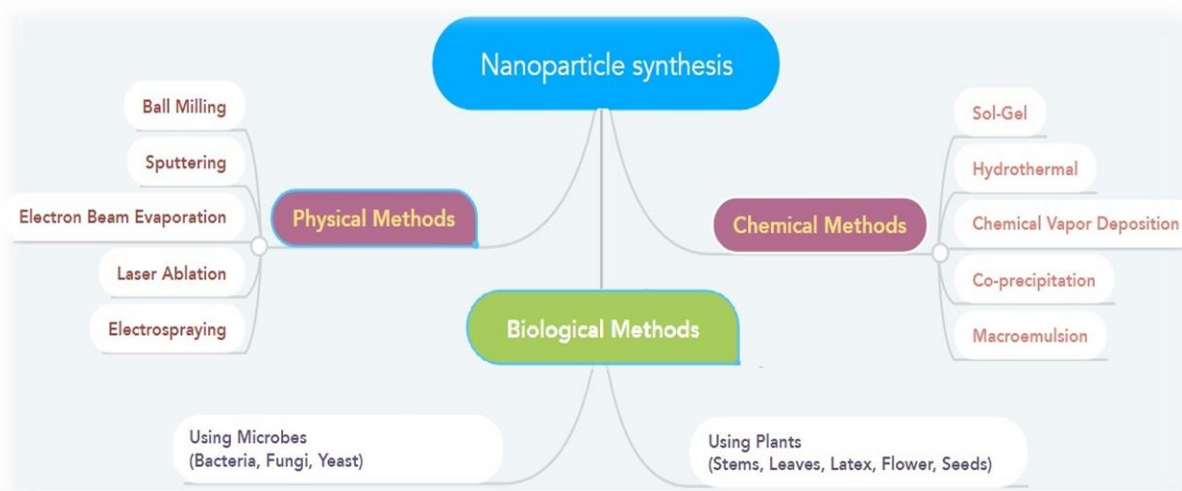 Nanoparticle synthesis
Physical Methods
Ball Milling
Sputtering
Electron Beam Evaporation
Laser Ablation
Electrospraying
Chemical Methods
Sol-Gel
Hydrothermal
Chemical Vapor Deposition
Co-precipitation
Macroemulsion
Biological Methods
Using Microbes
(Bacteria, Fungi, Yeast)
Using Plants
(Stems, Leaves, Latex, Flower, Seeds)